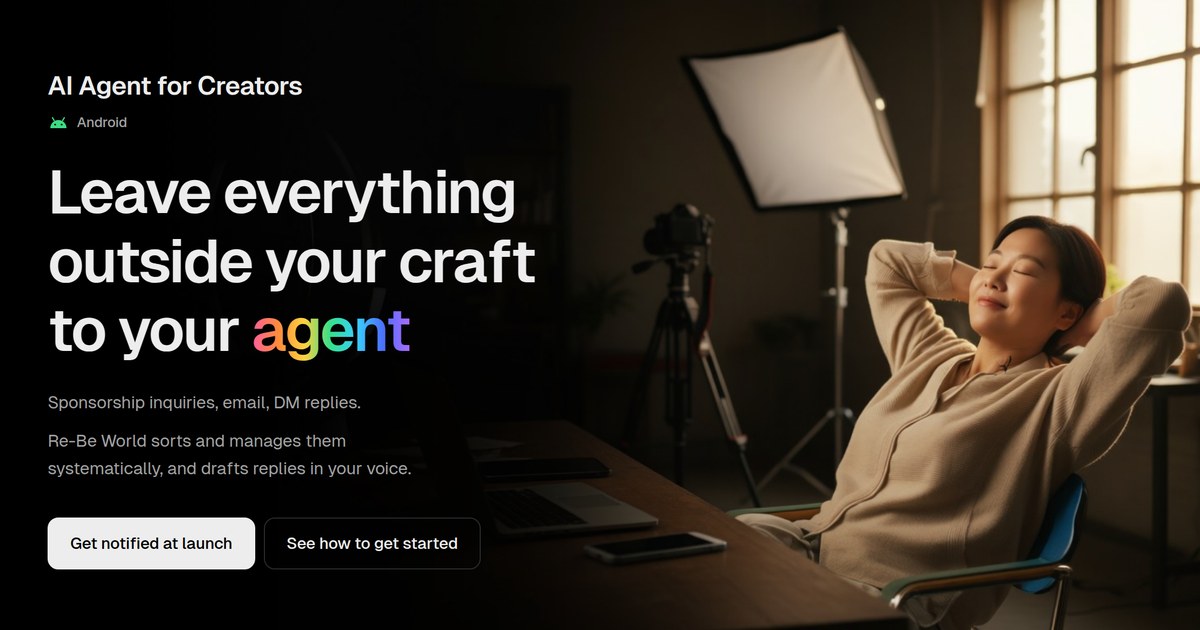 AI Agent for Creators
Android
Leave everything
outside your craft
to your agent
Sponsorship inquiries, email, DM replies.
Re-Be World sorts and manages them
systematically, and drafts replies in your voice.
Get notified at launch
See how to get started